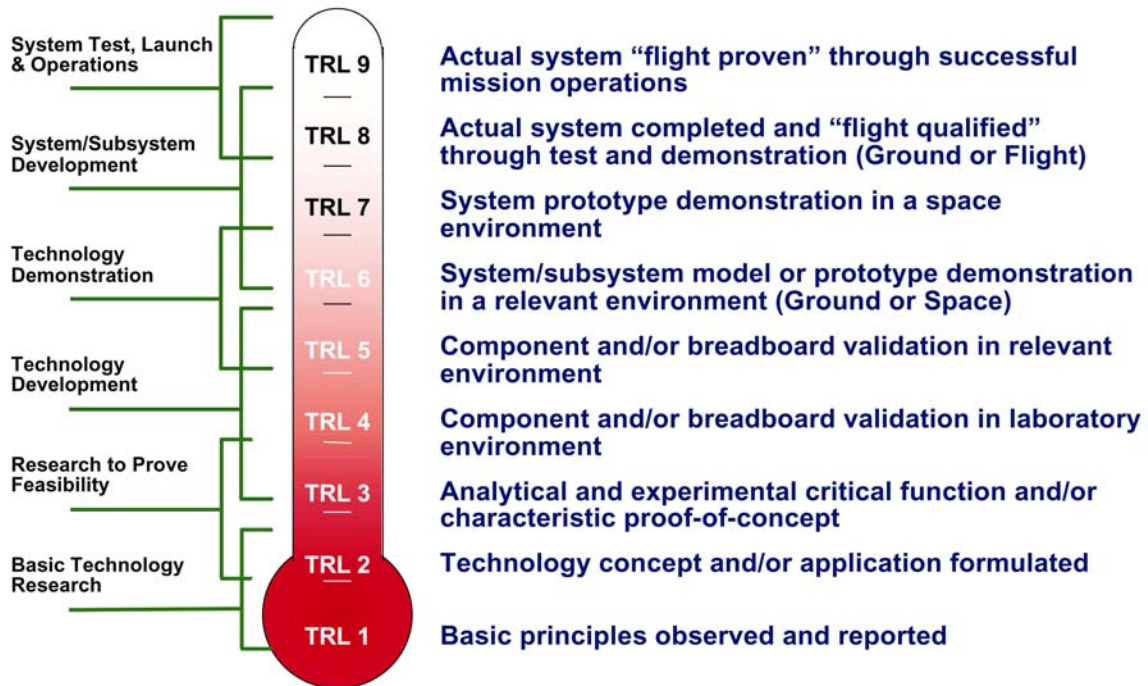 System Test, Launch
& Operations
TRL 9
Actual system “flight proven” through successful
mission operations
System/Subsystem
Development
TRL 8
Actual system completed and “flight qualified”
through test and demonstration (Ground or Flight)
TRL 7
System prototype demonstration in a space
environment
Technology
Demonstration
TRL 6
System/subsystem model or prototype demonstration
in a relevant environment (Ground or Space)
TRL 5
Component and/or breadboard validation in relevant
environment
Technology
Development
TRL 4
Component and/or breadboard validation in laboratory
environment
Research to Prove
Feasibility
TRL 3
Analytical and experimental critical function and/or
characteristic proof-of-concept
Basic Technology
Research
TRL 2
Technology concept and/or application formulated
TRL 1
Basic principles observed and reported